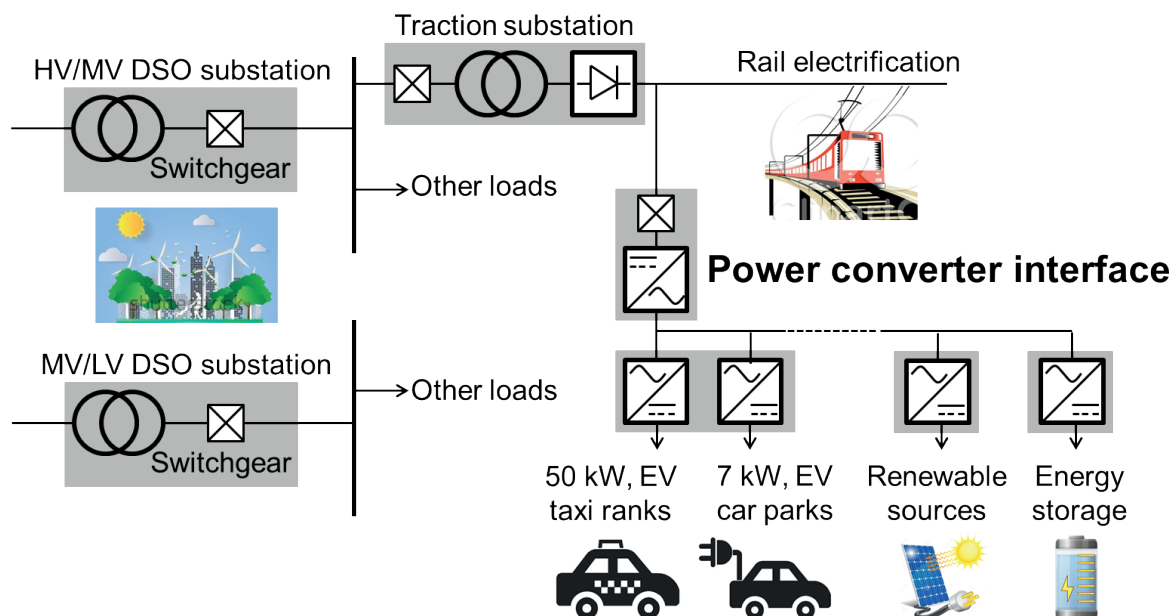 Traction substation
HV/MV DSO substation
Rail electrification
Switchgear
Other loads
Power converter interface
MV/LV DSO substation
Other loads
Switchgear
50 kW, EV
taxi ranks
7 kW, EV
car parks
Renewable
sources
Energy
storage